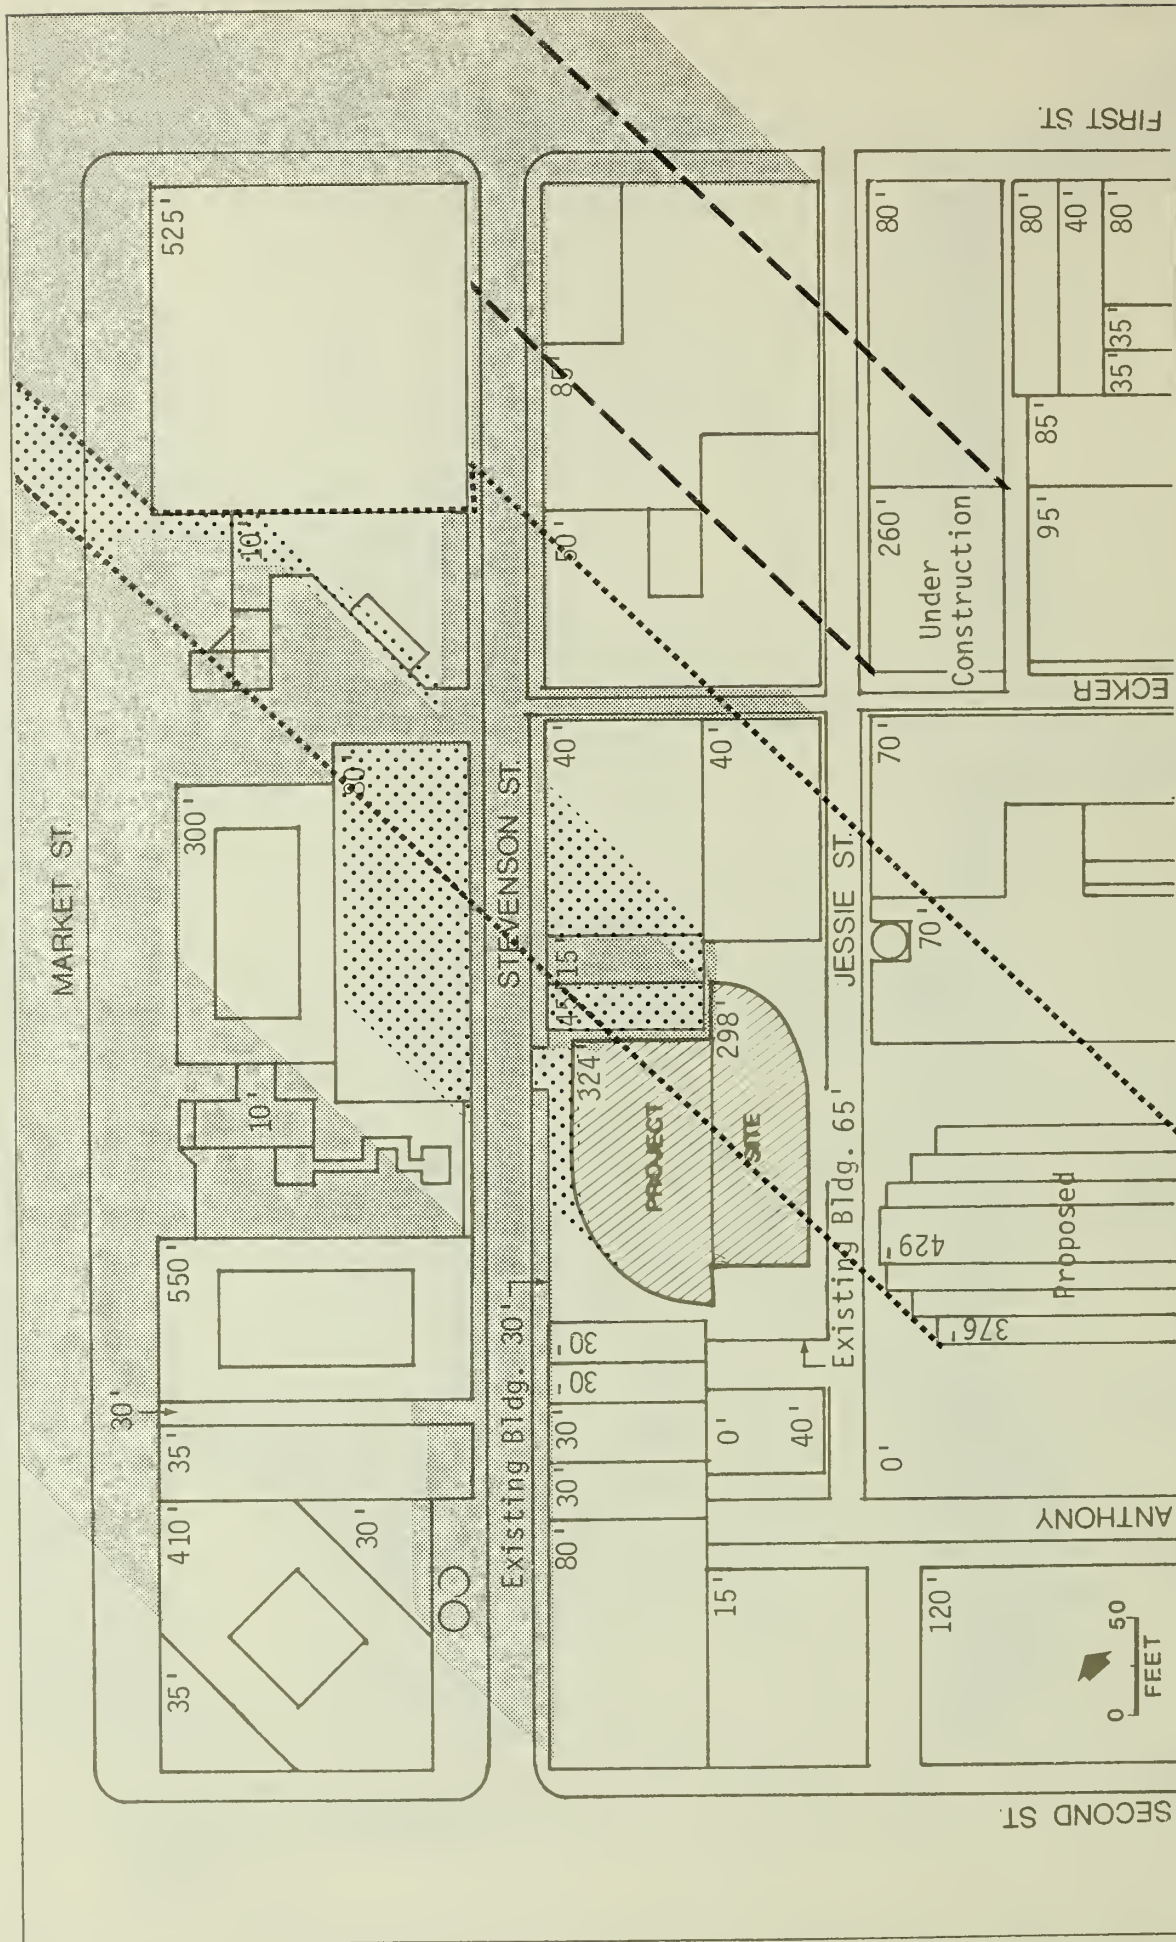 MARKET ST.
525'
10'
300'
80'
10'
550'
30'
35'
410'
30'
35'
STEVENSON ST.
FIRST ST.
85'
50'
40'
40'
15'
45'
324'
298'
PROJECT
SITE
Existing Bldg. 30'
30'
30'
30'
30'
80'
0'
40'
15'
Existing Bldg. 65'
JESSIE ST.
80'
260'
Under
Construction
80'
40'
80'
35'
35'
85'
95'
ECKER
70'
70'
429'
376'
Proposed
0'
ANTHONY
120'
0 50
FEET
SECOND ST.